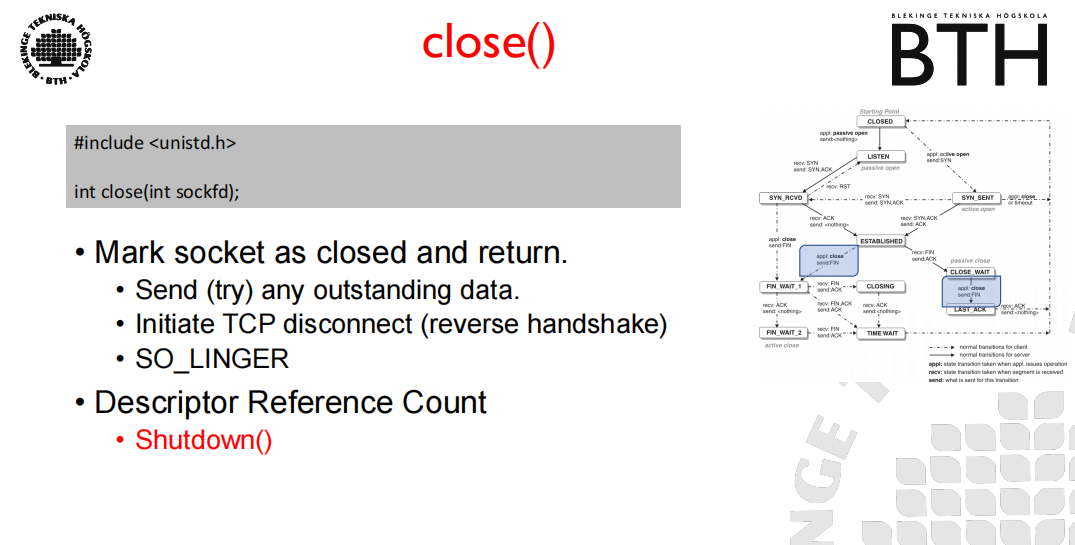 BLEKINGE TEKNISKA HÖGSKOLA
· BTH ·
close()
BLEKINGE TEKNISKA HÖGSKOLA
BTH
#include <unistd.h>
int close(int sockfd);
• Mark socket as closed and return.
• Send (try) any outstanding data.
• Initiate TCP disconnect (reverse handshake)
• SO_LINGER
• Descriptor Reference Count
• Shutdown()
Starting Point
CLOSED
appl: passive open
send:<nothing>
LISTEN
passive open
appl: active open
send:SYN
recv: SYN
send: SYN,ACK
recv: RST
SYN_RCVD
recv: SYN
send: SYN,ACK
SYN_SENT
active open
appl: close
or timeout
recv: ACK
send: <nothing>
recv: SYN,ACK
send: ACK
appl: close
send:FIN
ESTABLISHED
appl: close
send:FIN
recv: FIN
send:ACK
passive close
CLOSE_WAIT
appl: close
send:FIN
LAST_ACK
recv: ACK
send:<nothing>
FIN_WAIT_1
recv: FIN
send:ACK
CLOSING
recv: ACK
send: <nothing>
recv: FIN,ACK
send:ACK
recv: ACK
send:<nothing>
FIN_WAIT_2
recv: FIN
send:ACK
TIME WAIT
active close
normal transitions for client
normal transitions for server
appl: state transition taken when appl. issues operation
recv: state transition taken when segment is received
send: what is sent for this transition
INGE